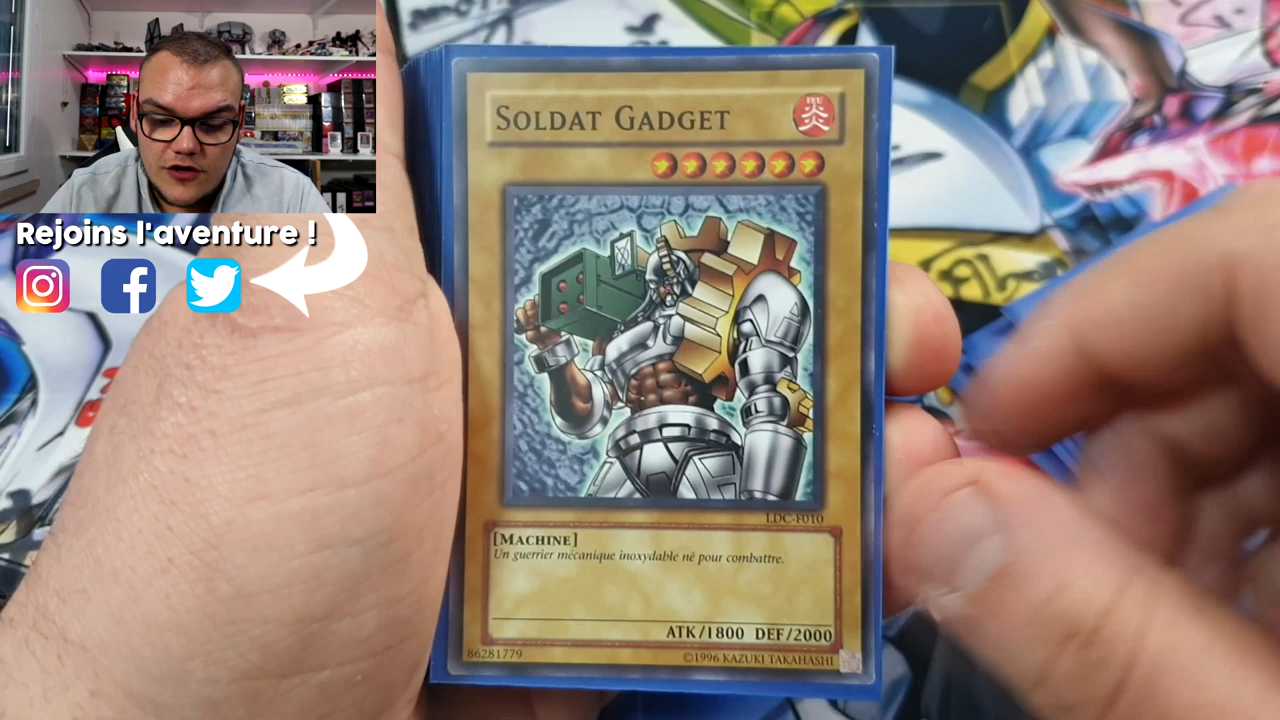 Rejoins l'aventure !
SOLDAT GADGET
FEU
炎
LDC-F010
[MACHINE]
Un guerrier mécanique inoxydable né pour combattre.
ATK/1800 DEF/2000
86281779
©1996 KAZUKI TAKAHASHI